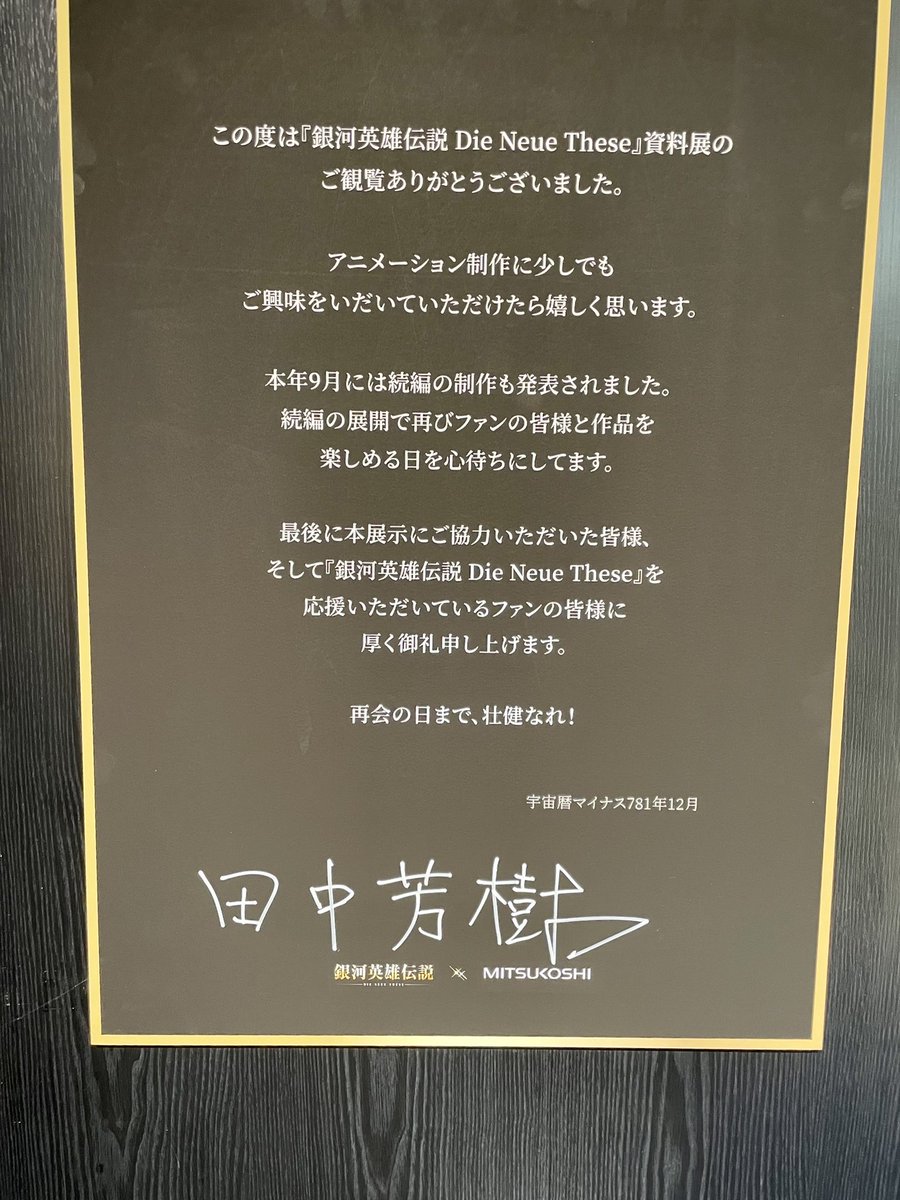 この度は『銀河英雄伝説 Die Neue These』資料展の
ご観覧ありがとうございました。
アニメーション制作に少しでも
ご興味をいだいていただけたら嬉しく思います。
本年9月には続編の制作も発表されました。
続編の展開で再びファンの皆様と作品を
楽しめる日を心待ちにしてます。
最後に本展示にご協力いただいた皆様、
そして『銀河英雄伝説 Die Neue These』を
応援いただいているファンの皆様に
厚く御礼申し上げます。
再会の日まで、壮健なれ!
宇宙暦マイナス781年12月
田中芳樹
銀河英雄伝説 × MITSUKOSHI
DIE NEUE THESE